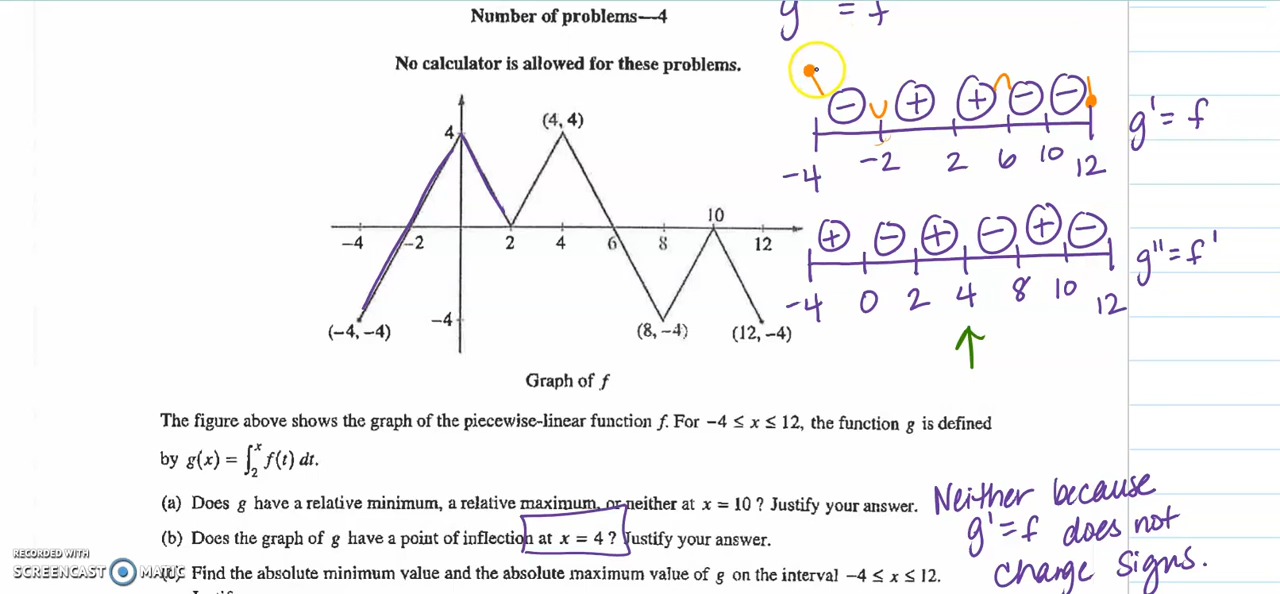 Number of problems—4
g' = f
No calculator is allowed for these problems.
− + + − −
g' = f
-4 -2 2 6 10 12
+ − + − + −
g'' = f'
-4 0 2 4 8 10 12
4
(4, 4)
10
−4 −2 2 4 6 8 12
−4
(−4, −4)
(8, −4)
(12, −4)
Graph of f
The figure above shows the graph of the piecewise-linear function f. For −4 ≤ x ≤ 12, the function g is defined
by g(x) = ∫₂ˣ f(t) dt.
(a) Does g have a relative minimum, a relative maximum, or neither at x = 10 ? Justify your answer.
(b) Does the graph of g have a point of inflection at x = 4 ? Justify your answer.
Find the absolute minimum value and the absolute maximum value of g on the interval −4 ≤ x ≤ 12.
Neither because
g' = f does not
change signs.
RECORDED WITH
SCREENCAST MATIC